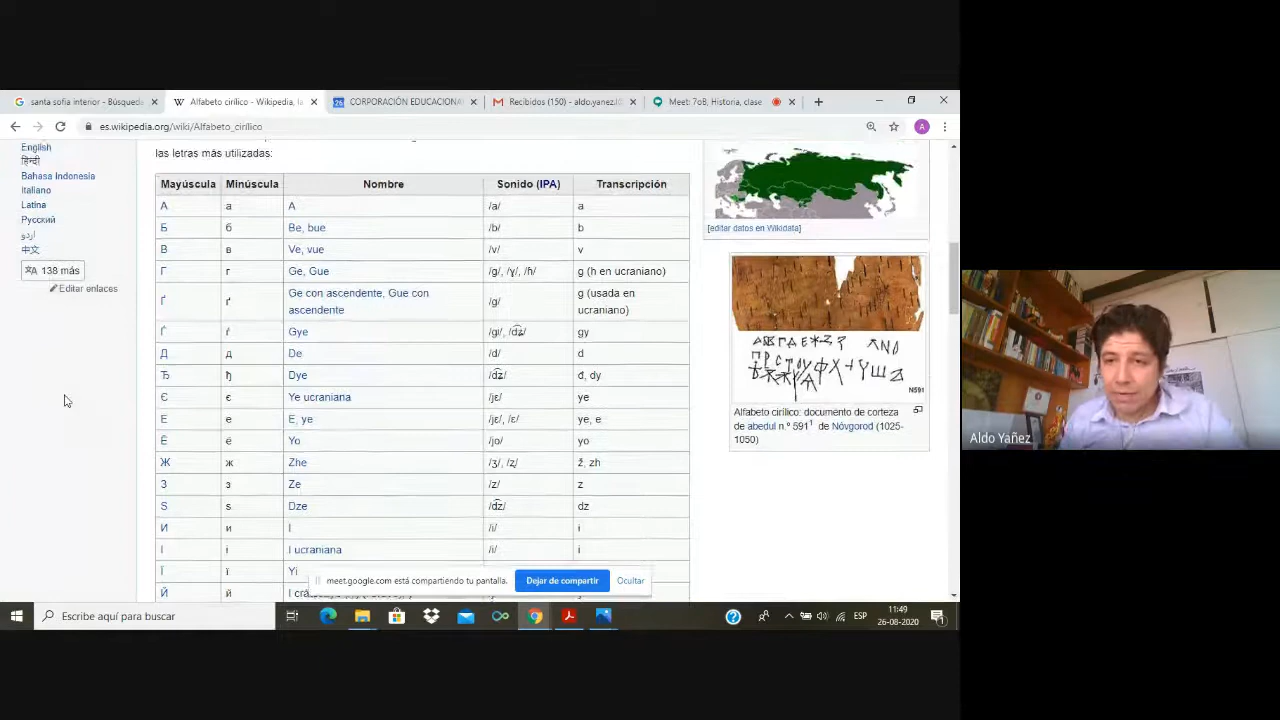 santa sofia interior - Búsqueda
Alfabeto cirílico - Wikipedia, la
CORPORACIÓN EDUCACIONAL
Recibidos (150) - aldo.yanez.l@
Meet: 7oB, Historia, clase
es.wikipedia.org/wiki/Alfabeto_cirílico
A
English
हिन्दी
Bahasa Indonesia
Italiano
Latina
Русский
اردو
中文
138 más
Editar enlaces
las letras más utilizadas:
Mayúscula Minúscula Nombre Sonido (IPA) Transcripción
А а A /a/ a
Б б Be, bue /b/ b
В в Ve, vue /v/ v
Г г Ge, Gue /g/, /ɣ/, /ɦ/ g (h en ucraniano)
Ґ ґ Ge con ascendente, Gue con ascendente /g/ g (usada en ucraniano)
Ѓ ѓ Gye /gʲ/, /d͡ʑ/ gy
Д д De /d/ d
Ђ ђ Dye /d͡ʑ/ đ, dy
Є є Ye ucraniana /jɛ/ ye
Е е E, ye /jɛ/, /ɛ/ ye, e
Ё ё Yo /jo/ yo
Ж ж Zhe /ʒ/, /ʐ/ ž, zh
З з Ze /z/ z
Ѕ ѕ Dze /d͡z/ dz
И и I /i/ i
І і I ucraniana /i/ i
Ї ї Yi
Й й
[editar datos en Wikidata]
N591
Alfabeto cirílico: documento de corteza
de abedul n.º 591¹ de Nóvgorod (1025-
1050)
meet.google.com está compartiendo tu pantalla.
Dejar de compartir
Ocultar
Escribe aquí para buscar
ESP
11:49
26-08-2020
1
Aldo Yañez